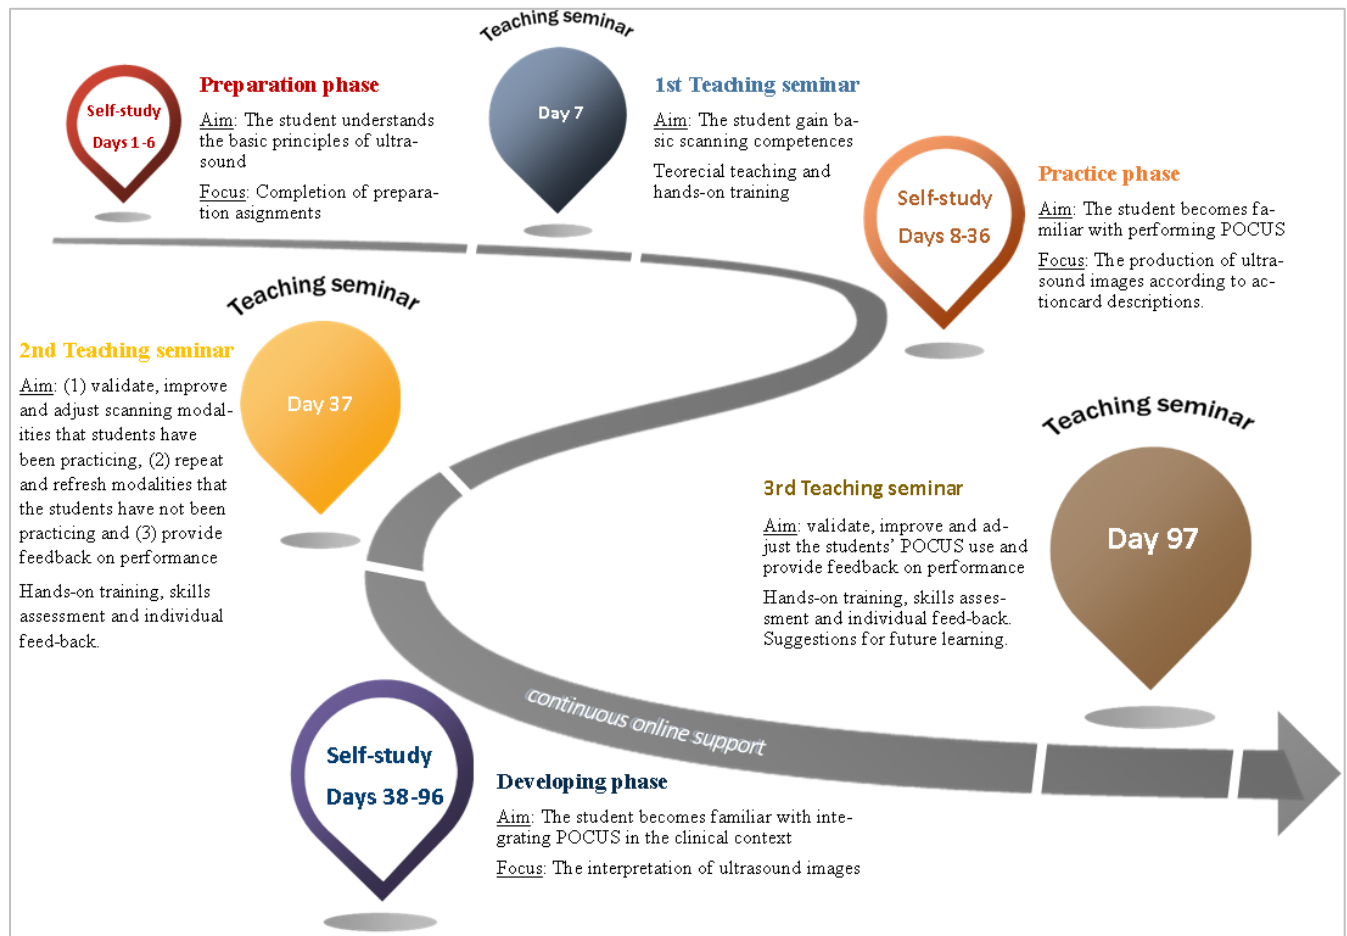 Self-study
Days 1-6
Preparation phase
Aim: The student understands
the basic principles of ultra-
sound
Focus: Completion of prepara-
tion asignments
Teaching seminar
Day 7
1st Teaching seminar
Aim: The student gain ba-
sic scanning competences
Teorecial teaching and
hands-on training
Self-study
Days 8-36
Practice phase
Aim: The student becomes fa-
miliar with performing POCUS
Focus: The production of ultra-
sound images according to ac-
tioncard descriptions.
Teaching seminar
Day 37
2nd Teaching seminar
Aim: (1) validate, improve
and adjust scanning modal-
ities that students have
been practicing, (2) repeat
and refresh modalities that
the students have not been
practicing and (3) provide
feedback on performance
Hands-on training, skills
assessment and individual
feed-back.
Self-study
Days 38-96
Developing phase
Aim: The student becomes familiar with inte-
grating POCUS in the clinical context
Focus: The interpretation of ultrasound images
continuous online support
Teaching seminar
Day 97
3rd Teaching seminar
Aim: validate, improve and ad-
just the students’ POCUS use and
provide feedback on performance
Hands-on training, skills asses-
sment and individual feed-back.
Suggestions for future learning.